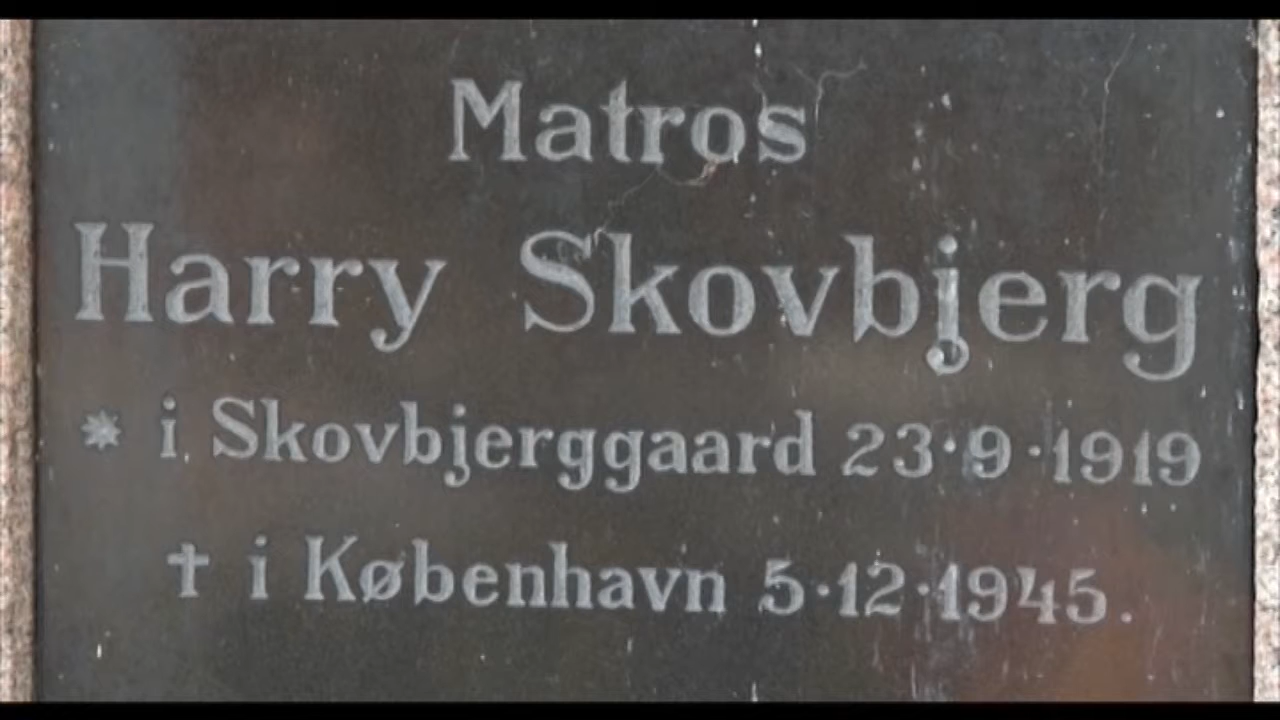 Matros
Harry Skovbjerg
* i Skovbjerggaard 23·9·1919
† i København 5·12·1945.